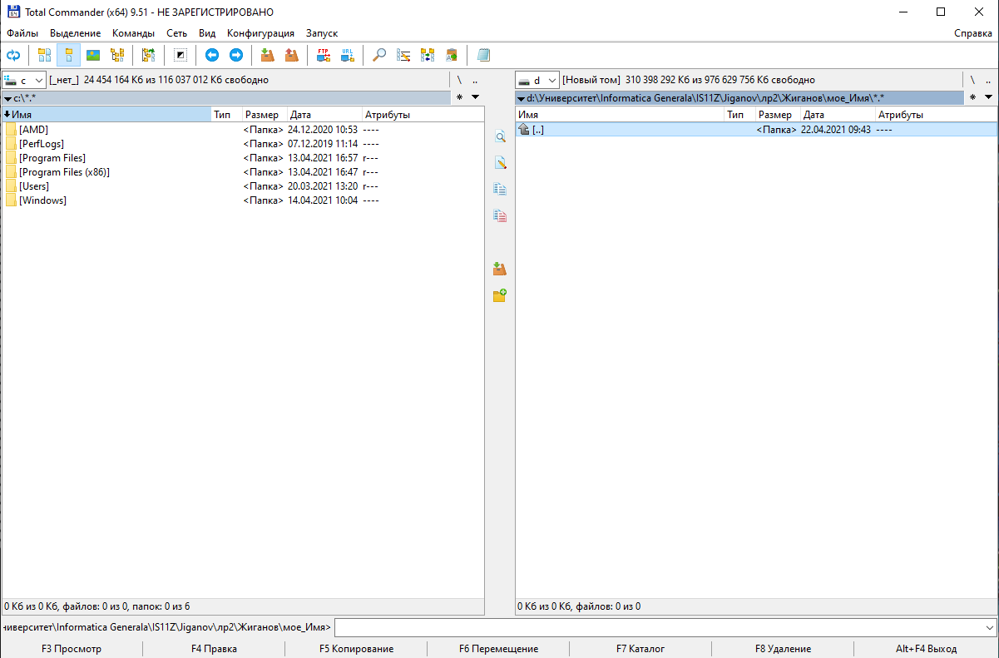 Total Commander (x64) 9.51 - НЕ ЗАРЕГИСТРИРОВАНО
Файлы Выделение Команды Сеть Вид Конфигурация Запуск Справка
FTP URL
c [_нет_] 24 454 164 Кб из 116 037 012 Кб свободно \ ..
c:\*.* * 
Имя Тип Размер Дата Атрибуты
[AMD] <Папка> 24.12.2020 10:53 ----
[PerfLogs] <Папка> 07.12.2019 11:14 ----
[Program Files] <Папка> 13.04.2021 16:57 r---
[Program Files (x86)] <Папка> 13.04.2021 16:47 r---
[Users] <Папка> 20.03.2021 13:20 r---
[Windows] <Папка> 14.04.2021 10:04 ----
0 Кб из 0 Кб, файлов: 0 из 0, папок: 0 из 6
d [Новый том] 310 398 292 Кб из 976 629 756 Кб свободно \ ..
d:\Университет\Informatica Generala\IS11Z\Jiganov\лр2\Жиганов\мое_Имя\*.* *
Имя Тип Размер Дата Атрибуты
[..] <Папка> 22.04.2021 09:43 ----
0 Кб из 0 Кб, файлов: 0 из 0
ниверситет\Informatica Generala\IS11Z\Jiganov\лр2\Жиганов\мое_Имя>
F3 Просмотр F4 Правка F5 Копирование F6 Перемещение F7 Каталог F8 Удаление Alt+F4 Выход